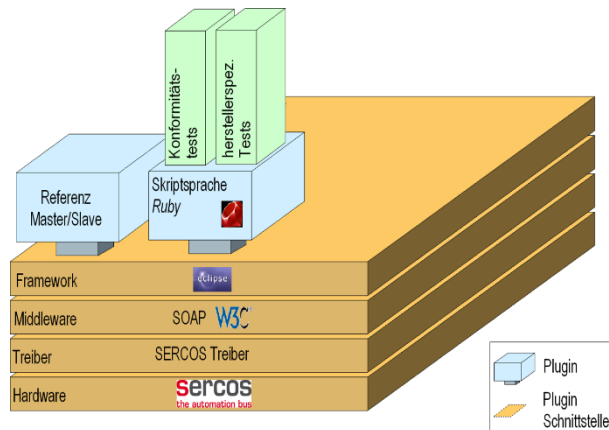 Konformitäts-
tests
herstellerspez.
Tests
Referenz
Master/Slave
Skriptsprache
Ruby
Framework
eclipse
Middleware
SOAP
W3C
Treiber
SERCOS Treiber
Hardware
sercos
the automation bus
Plugin
Plugin
Schnittstelle